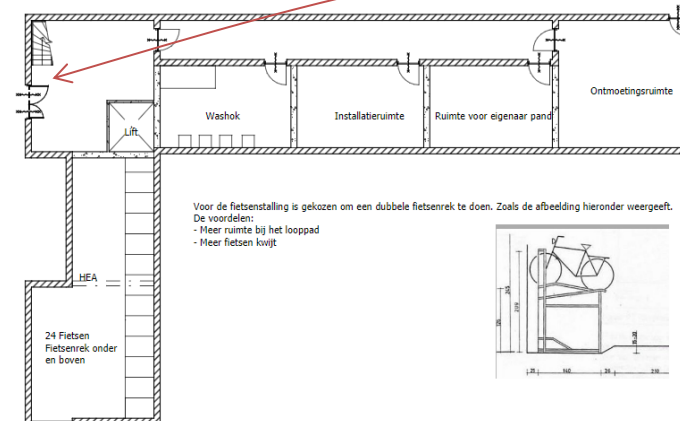 Lift
Washok
Installatieruimte
Ruimte voor eigenaar pand
Ontmoetingsruimte
Voor de fietsenstalling is gekozen om een dubbele fietsenrek te doen. Zoals de afbeelding hieronder weergeeft.
De voordelen:
- Meer ruimte bij het looppad
- Meer fietsen kwijt
HEA
24 Fietsen
Fietsenrek onder
en boven
140
210